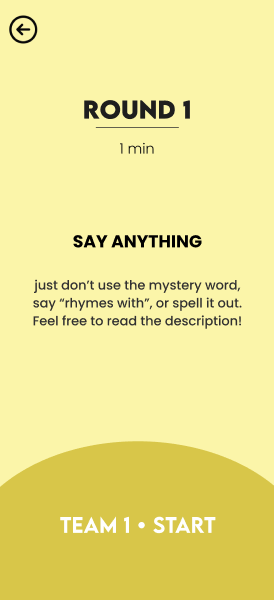 ROUND 1
1 min
SAY ANYTHING
just don’t use the mystery word,
say “rhymes with”, or spell it out.
Feel free to read the description!
TEAM 1 • START